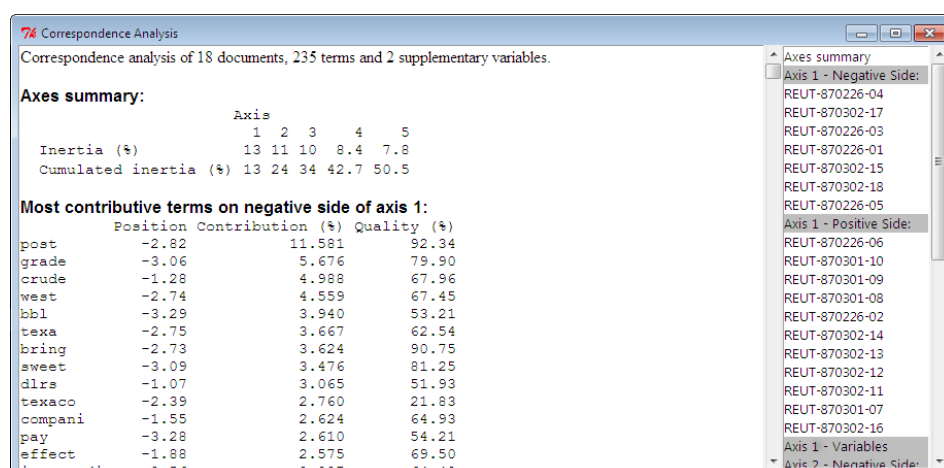 Correspondence Analysis
Correspondence analysis of 18 documents, 235 terms and 2 supplementary variables.
Axes summary:
Axis
1 2 3 4 5
Inertia (%) 13 11 10 8.4 7.8
Cumulated inertia (%) 13 24 34 42.7 50.5
Most contributive terms on negative side of axis 1:
Position Contribution (%) Quality (%)
post -2.82 11.581 92.34
grade -3.06 5.676 79.90
crude -1.28 4.988 67.96
west -2.74 4.559 67.45
bbl -3.29 3.940 53.21
texa -2.75 3.667 62.54
bring -2.73 3.624 90.75
sweet -3.09 3.476 81.25
dlrs -1.07 3.065 51.93
texaco -2.39 2.760 21.83
compani -1.55 2.624 64.93
pay -3.28 2.610 54.21
effect -1.88 2.575 69.50
Axes summary
Axis 1 - Negative Side:
REUT-870226-04
REUT-870302-17
REUT-870226-03
REUT-870226-01
REUT-870302-15
REUT-870302-18
REUT-870226-05
Axis 1 - Positive Side:
REUT-870226-06
REUT-870301-10
REUT-870301-09
REUT-870301-08
REUT-870226-02
REUT-870302-14
REUT-870302-13
REUT-870302-12
REUT-870302-11
REUT-870301-07
REUT-870302-16
Axis 1 - Variables
Axis 2 - Negative Side: